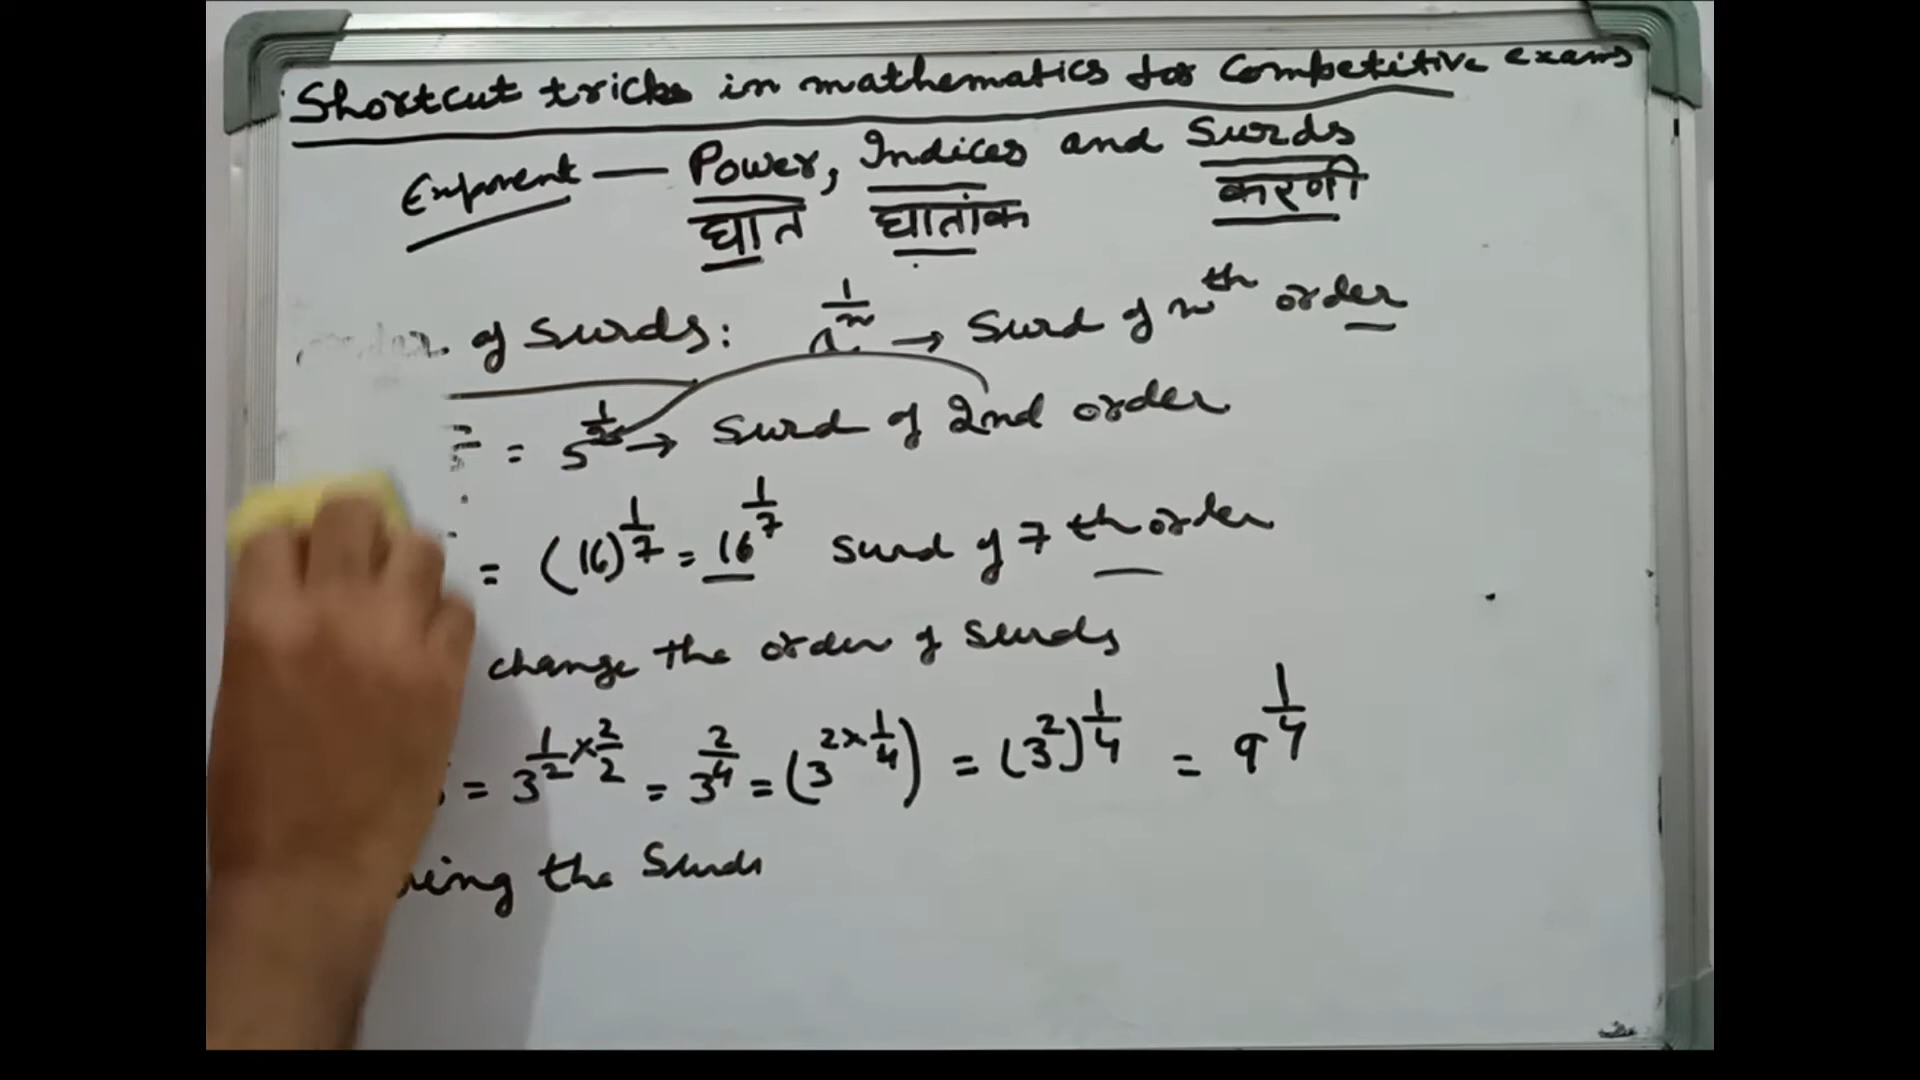 Shortcut tricks in mathematics for Competitive exams
Exponent — Power, Indices and Surds
घात घातांक करणी
of Surds: a^(1/n) → Surd of nth order
= 5^(1/2) → Surd of 2nd order
= (16)^(1/7) = 16^(1/7) Surd of 7th order
change the order of surds
= 3^(1/2 × 2/2) = 3^(2/4) = (3^(2 × 1/4)) = (3^2)^(1/4) = 9^(1/4)
the Surds